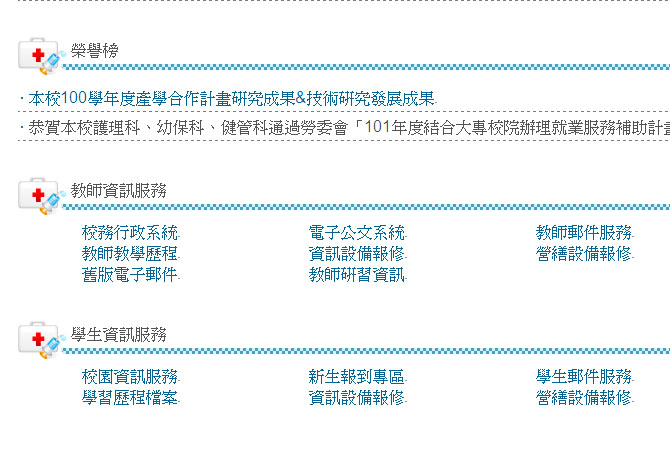 榮譽榜
· 本校100學年度產學合作計畫研究成果&技術研究發展成果.
· 恭賀本校護理科、幼保科、健管科通過勞委會「101年度結合大專校院辦理就業服務補助計
教師資訊服務
校務行政系統. 電子公文系統. 教師郵件服務.
教師教學歷程. 資訊設備報修. 營繕設備報修.
舊版電子郵件. 教師研習資訊.
學生資訊服務
校園資訊服務. 新生報到專區. 學生郵件服務.
學習歷程檔案. 資訊設備報修. 營繕設備報修.